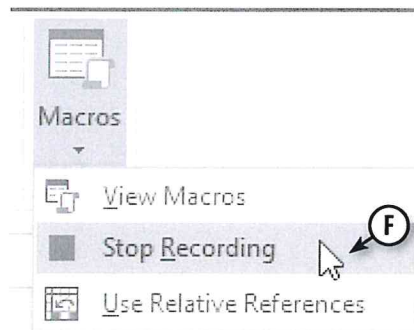 Macros
View Macros
F
Stop Recording
Use Relative References